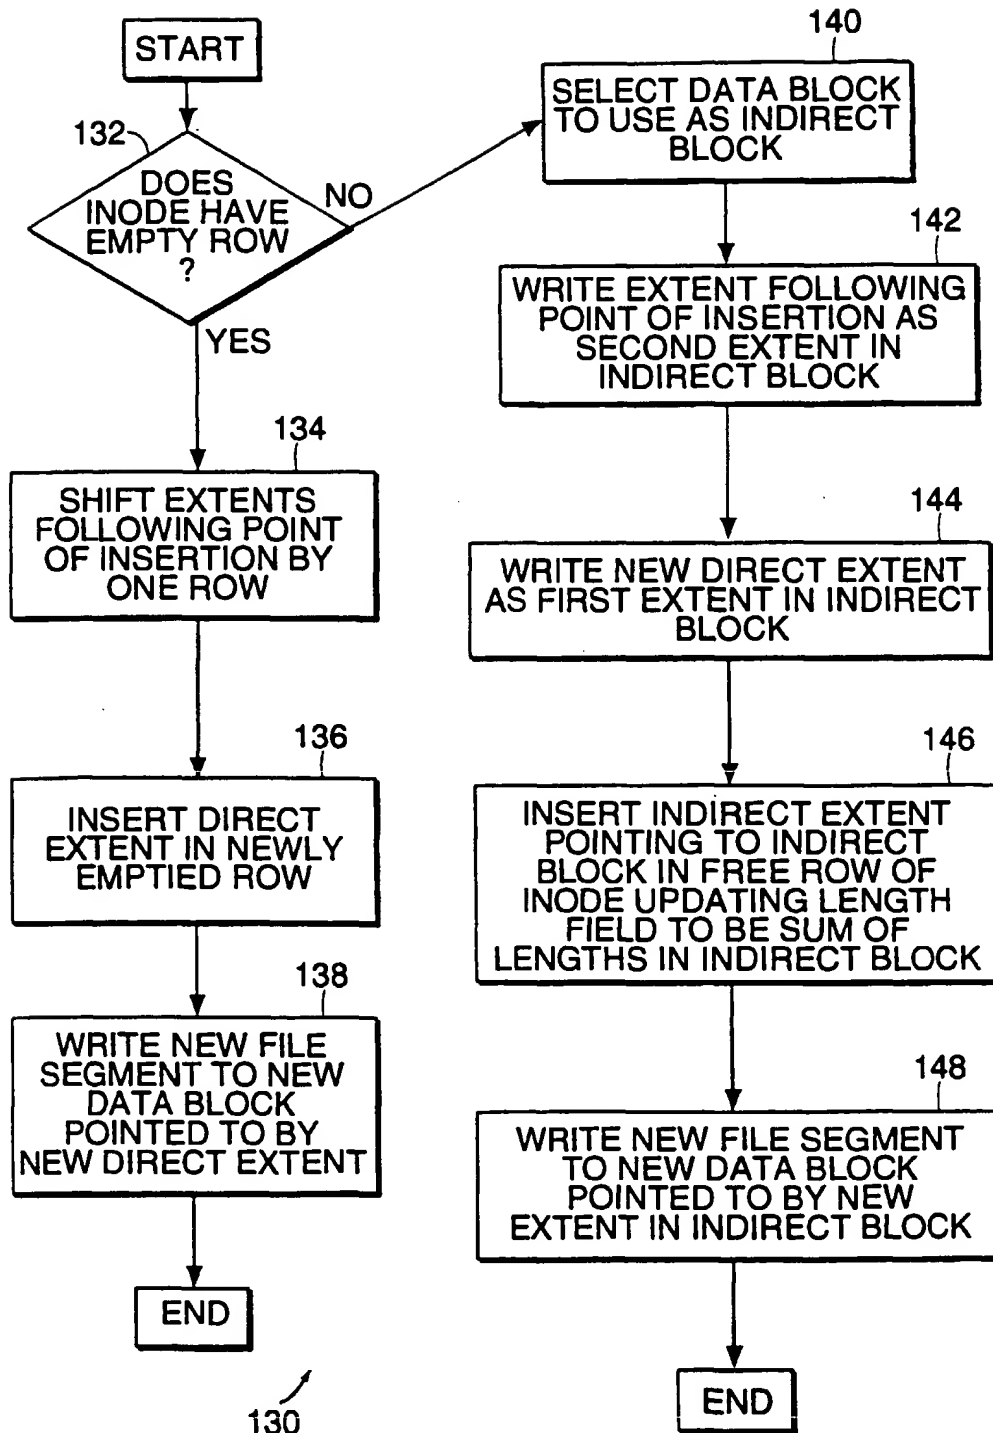 START
132
DOES
INODE HAVE
EMPTY ROW
?
NO
YES
134
SHIFT EXTENTS
FOLLOWING POINT
OF INSERTION BY
ONE ROW
136
INSERT DIRECT
EXTENT IN NEWLY
EMPTIED ROW
138
WRITE NEW FILE
SEGMENT TO NEW
DATA BLOCK
POINTED TO BY
NEW DIRECT EXTENT
END
130
140
SELECT DATA BLOCK
TO USE AS INDIRECT
BLOCK
142
WRITE EXTENT FOLLOWING
POINT OF INSERTION AS
SECOND EXTENT IN
INDIRECT BLOCK
144
WRITE NEW DIRECT EXTENT
AS FIRST EXTENT IN INDIRECT
BLOCK
146
INSERT INDIRECT EXTENT
POINTING TO INDIRECT
BLOCK IN FREE ROW OF
INODE UPDATING LENGTH
FIELD TO BE SUM OF
LENGTHS IN INDIRECT BLOCK
148
WRITE NEW FILE SEGMENT
TO NEW DATA BLOCK
POINTED TO BY NEW
EXTENT IN INDIRECT BLOCK
END